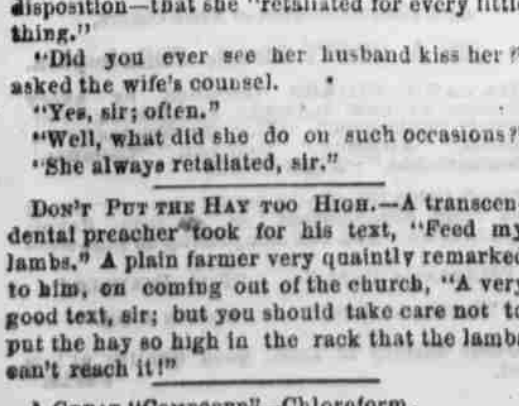 disposition—that she "retaliated for every little
thing."
"Did you ever see her husband kiss her?"
asked the wife's counsel.
"Yes, sir; often."
"Well, what did she do on such occasions?"
"She always retaliated, sir."
DON'T PUT THE HAY TOO HIGH.—A transcen-
dental preacher took for his text, "Feed my
lambs." A plain farmer very quaintly remarked
to him, on coming out of the church, "A very
good text, sir; but you should take care not to
put the hay so high in the rack that the lambs
can't reach it!"
Chloroform